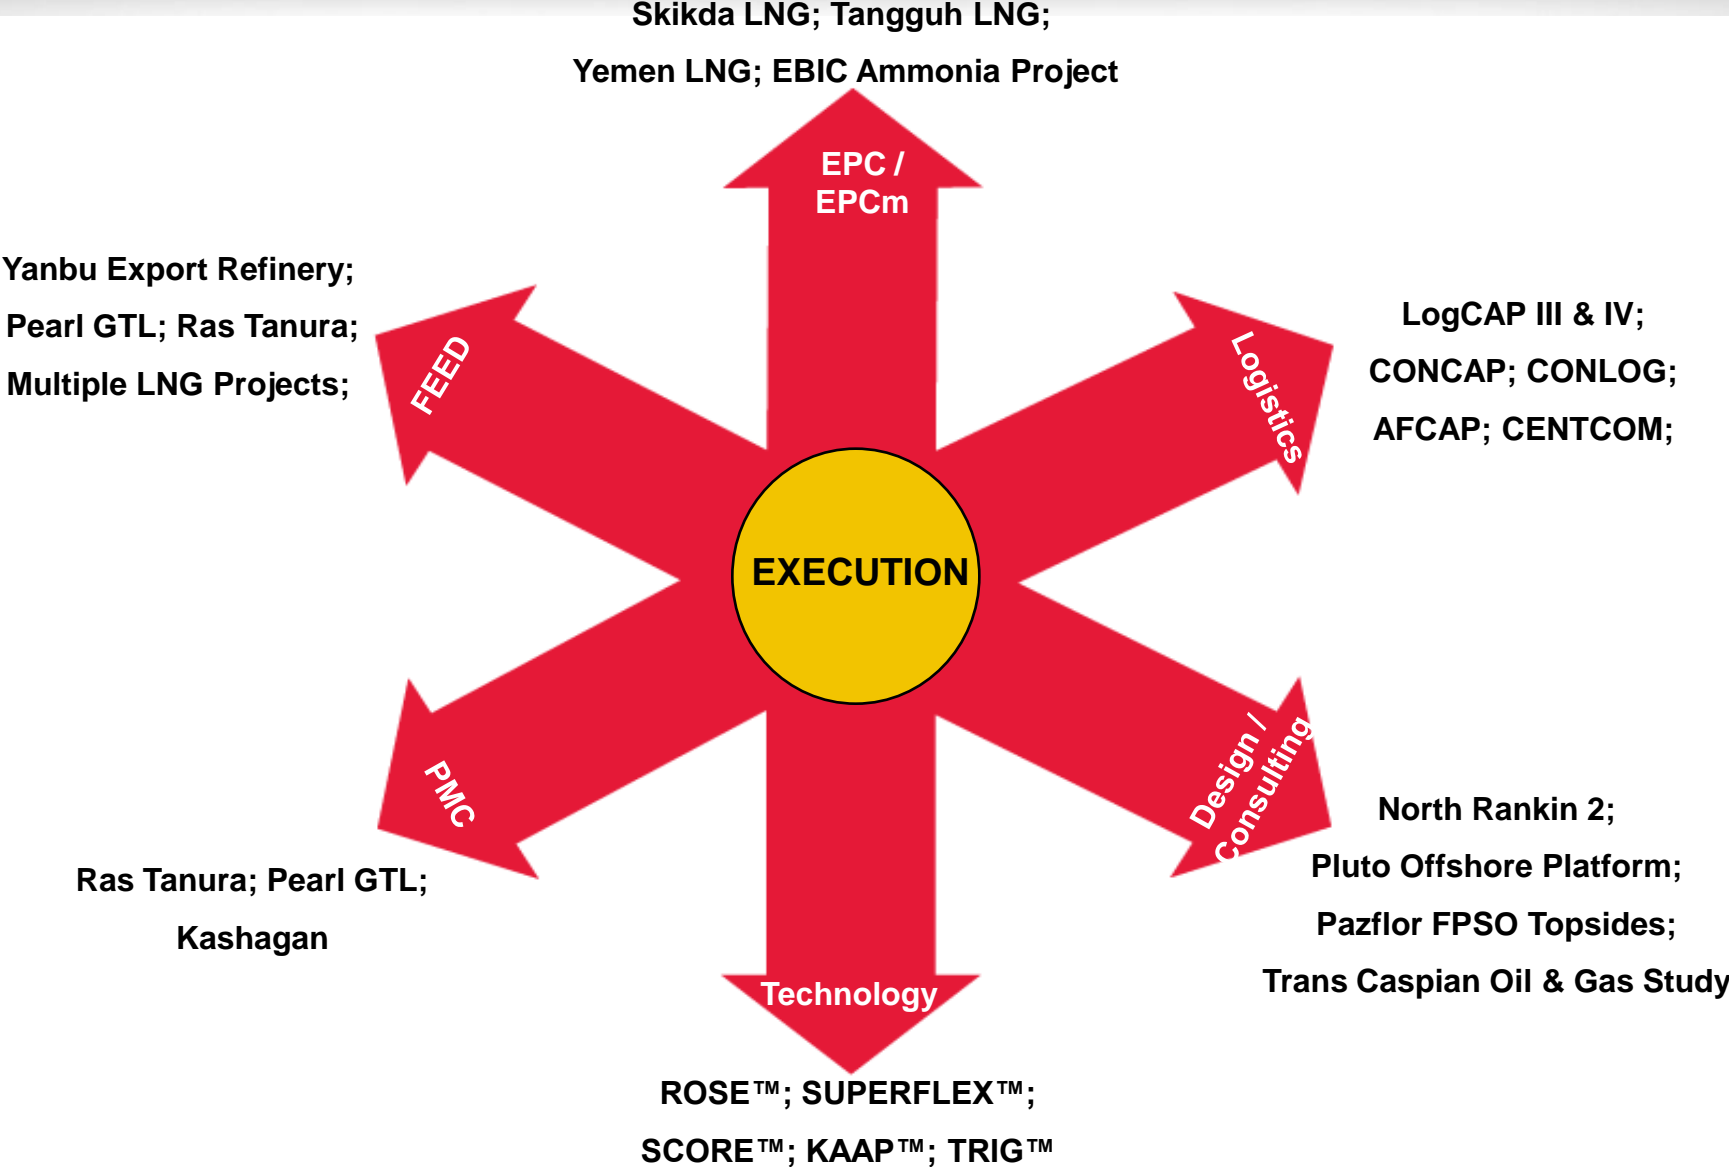 Skikda LNG; Tangguh LNG;
Yemen LNG; EBIC Ammonia Project
EPC /
EPCm
Yanbu Export Refinery;
Pearl GTL; Ras Tanura;
Multiple LNG Projects;
FEED
Logistics
LogCAP III & IV;
CONCAP; CONLOG;
AFCAP; CENTCOM;
EXECUTION
PMC
Ras Tanura; Pearl GTL;
Kashagan
Design /
Consulting
North Rankin 2;
Pluto Offshore Platform;
Pazflor FPSO Topsides;
Trans Caspian Oil & Gas Study
Technology
ROSE™; SUPERFLEX™;
SCORE™; KAAP™; TRIG™